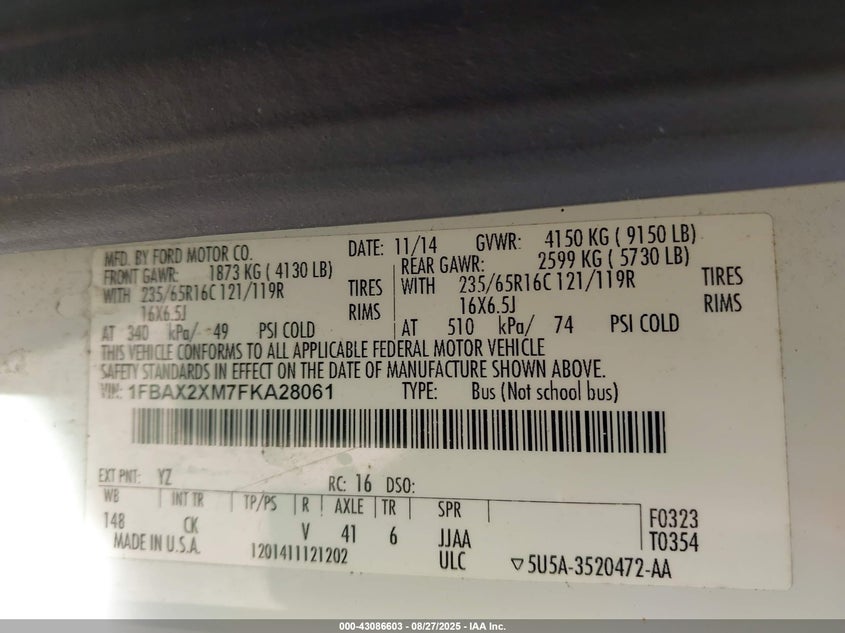 MFD. BY FORD MOTOR CO. DATE: 11/14 GVWR: 4150 KG ( 9150 LB)
FRONT GAWR: 1873 KG ( 4130 LB) REAR GAWR: 2599 KG ( 5730 LB)
WITH 235/65R16C 121/119R TIRES WITH 235/65R16C 121/119R TIRES
16X6.5J RIMS 16X6.5J RIMS
AT 340 kPa/ 49 PSI COLD AT 510 kPa/ 74 PSI COLD
THIS VEHICLE CONFORMS TO ALL APPLICABLE FEDERAL MOTOR VEHICLE
SAFETY STANDARDS IN EFFECT ON THE DATE OF MANUFACTURE SHOWN ABOVE.
VIN: 1FBAX2XM7FKA28061 TYPE: Bus (Not school bus)
EXT PNT: YZ RC: 16 DSO:
WB INT TR TP/PS R AXLE TR SPR
148 CK V 41 6 JJAA F0323
MADE IN U.S.A. 1201411121202 ULC T0354
▽5U5A-3520472-AA
000-43086603 - 08/27/2025 - IAA Inc.